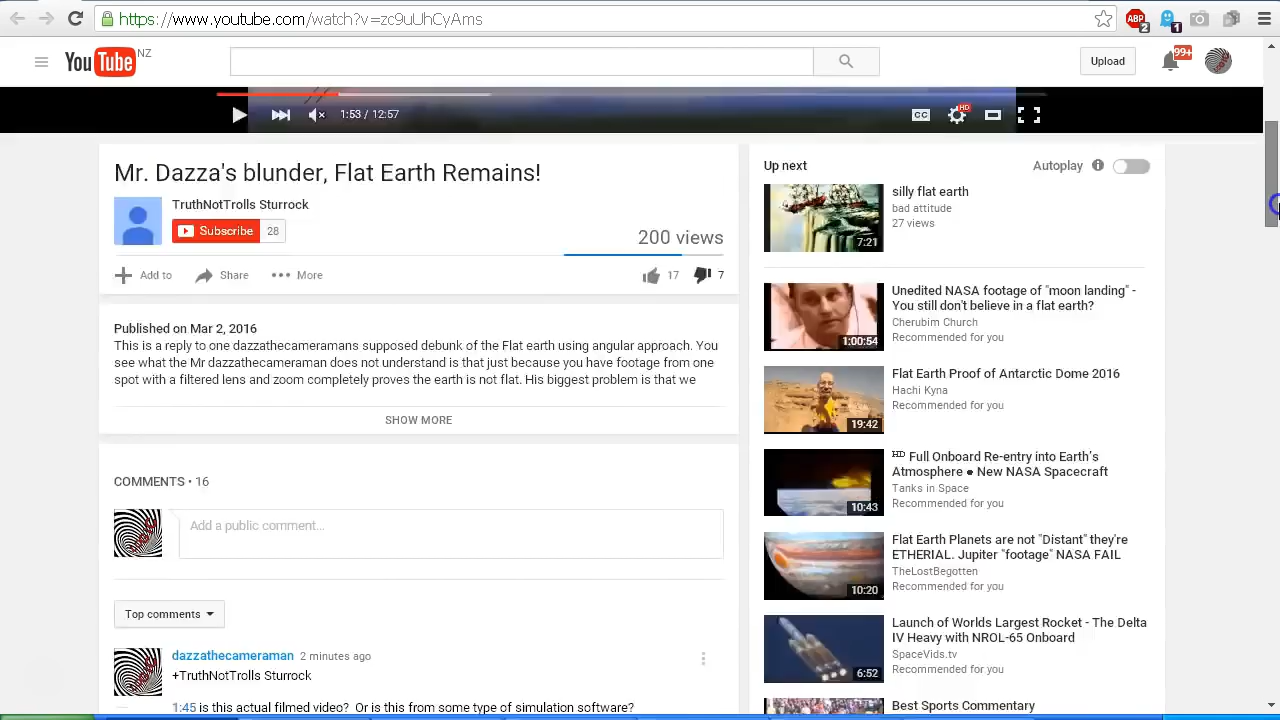 https://www.youtube.com/watch?v=zc9uUhCyAds
ABP
2
1
YouTube NZ
Upload
99+
1:53 / 12:57
CC
HD
Mr. Dazza's blunder, Flat Earth Remains!
TruthNotTrolls Sturrock
Subscribe 28
200 views
Add to Share More
17 7
Published on Mar 2, 2016
This is a response one dazzathecameramans supposed debunk of the Flat earth using angular approach. You
see what the Mr dazzathecameraman does not understand is that just because you have footage from one
spot with a filtered lens and zoom completely proves the earth is not flat. His biggest problem is that we
SHOW MORE
COMMENTS • 16
Add a public comment...
Top comments
dazzathecameraman 2 minutes ago
+TruthNotTrolls Sturrock
1:45 is this actual filmed video? Or is this from some type of simulation software?
Up next
Autoplay
silly flat earth
bad attitude
27 views
7:21
Unedited NASA footage of "moon landing" -
You still don't believe in a flat earth?
Cherubim Church
Recommended for you
1:00:54
Flat Earth Proof of Antarctic Dome 2016
Hachi Kyna
Recommended for you
19:42
ᴴᴰ Full Onboard Re-entry into Earth's
Atmosphere ● New NASA Spacecraft
Tanks in Space
Recommended for you
10:43
Flat Earth Planets are not "Distant" they're
ETHERIAL. Jupiter "footage" NASA FAIL
TheLostBegotten
Recommended for you
10:20
Launch of Worlds Largest Rocket - The Delta
IV Heavy with NROL-65 Onboard
SpaceVids.tv
Recommended for you
6:52
Best Sports Commentary